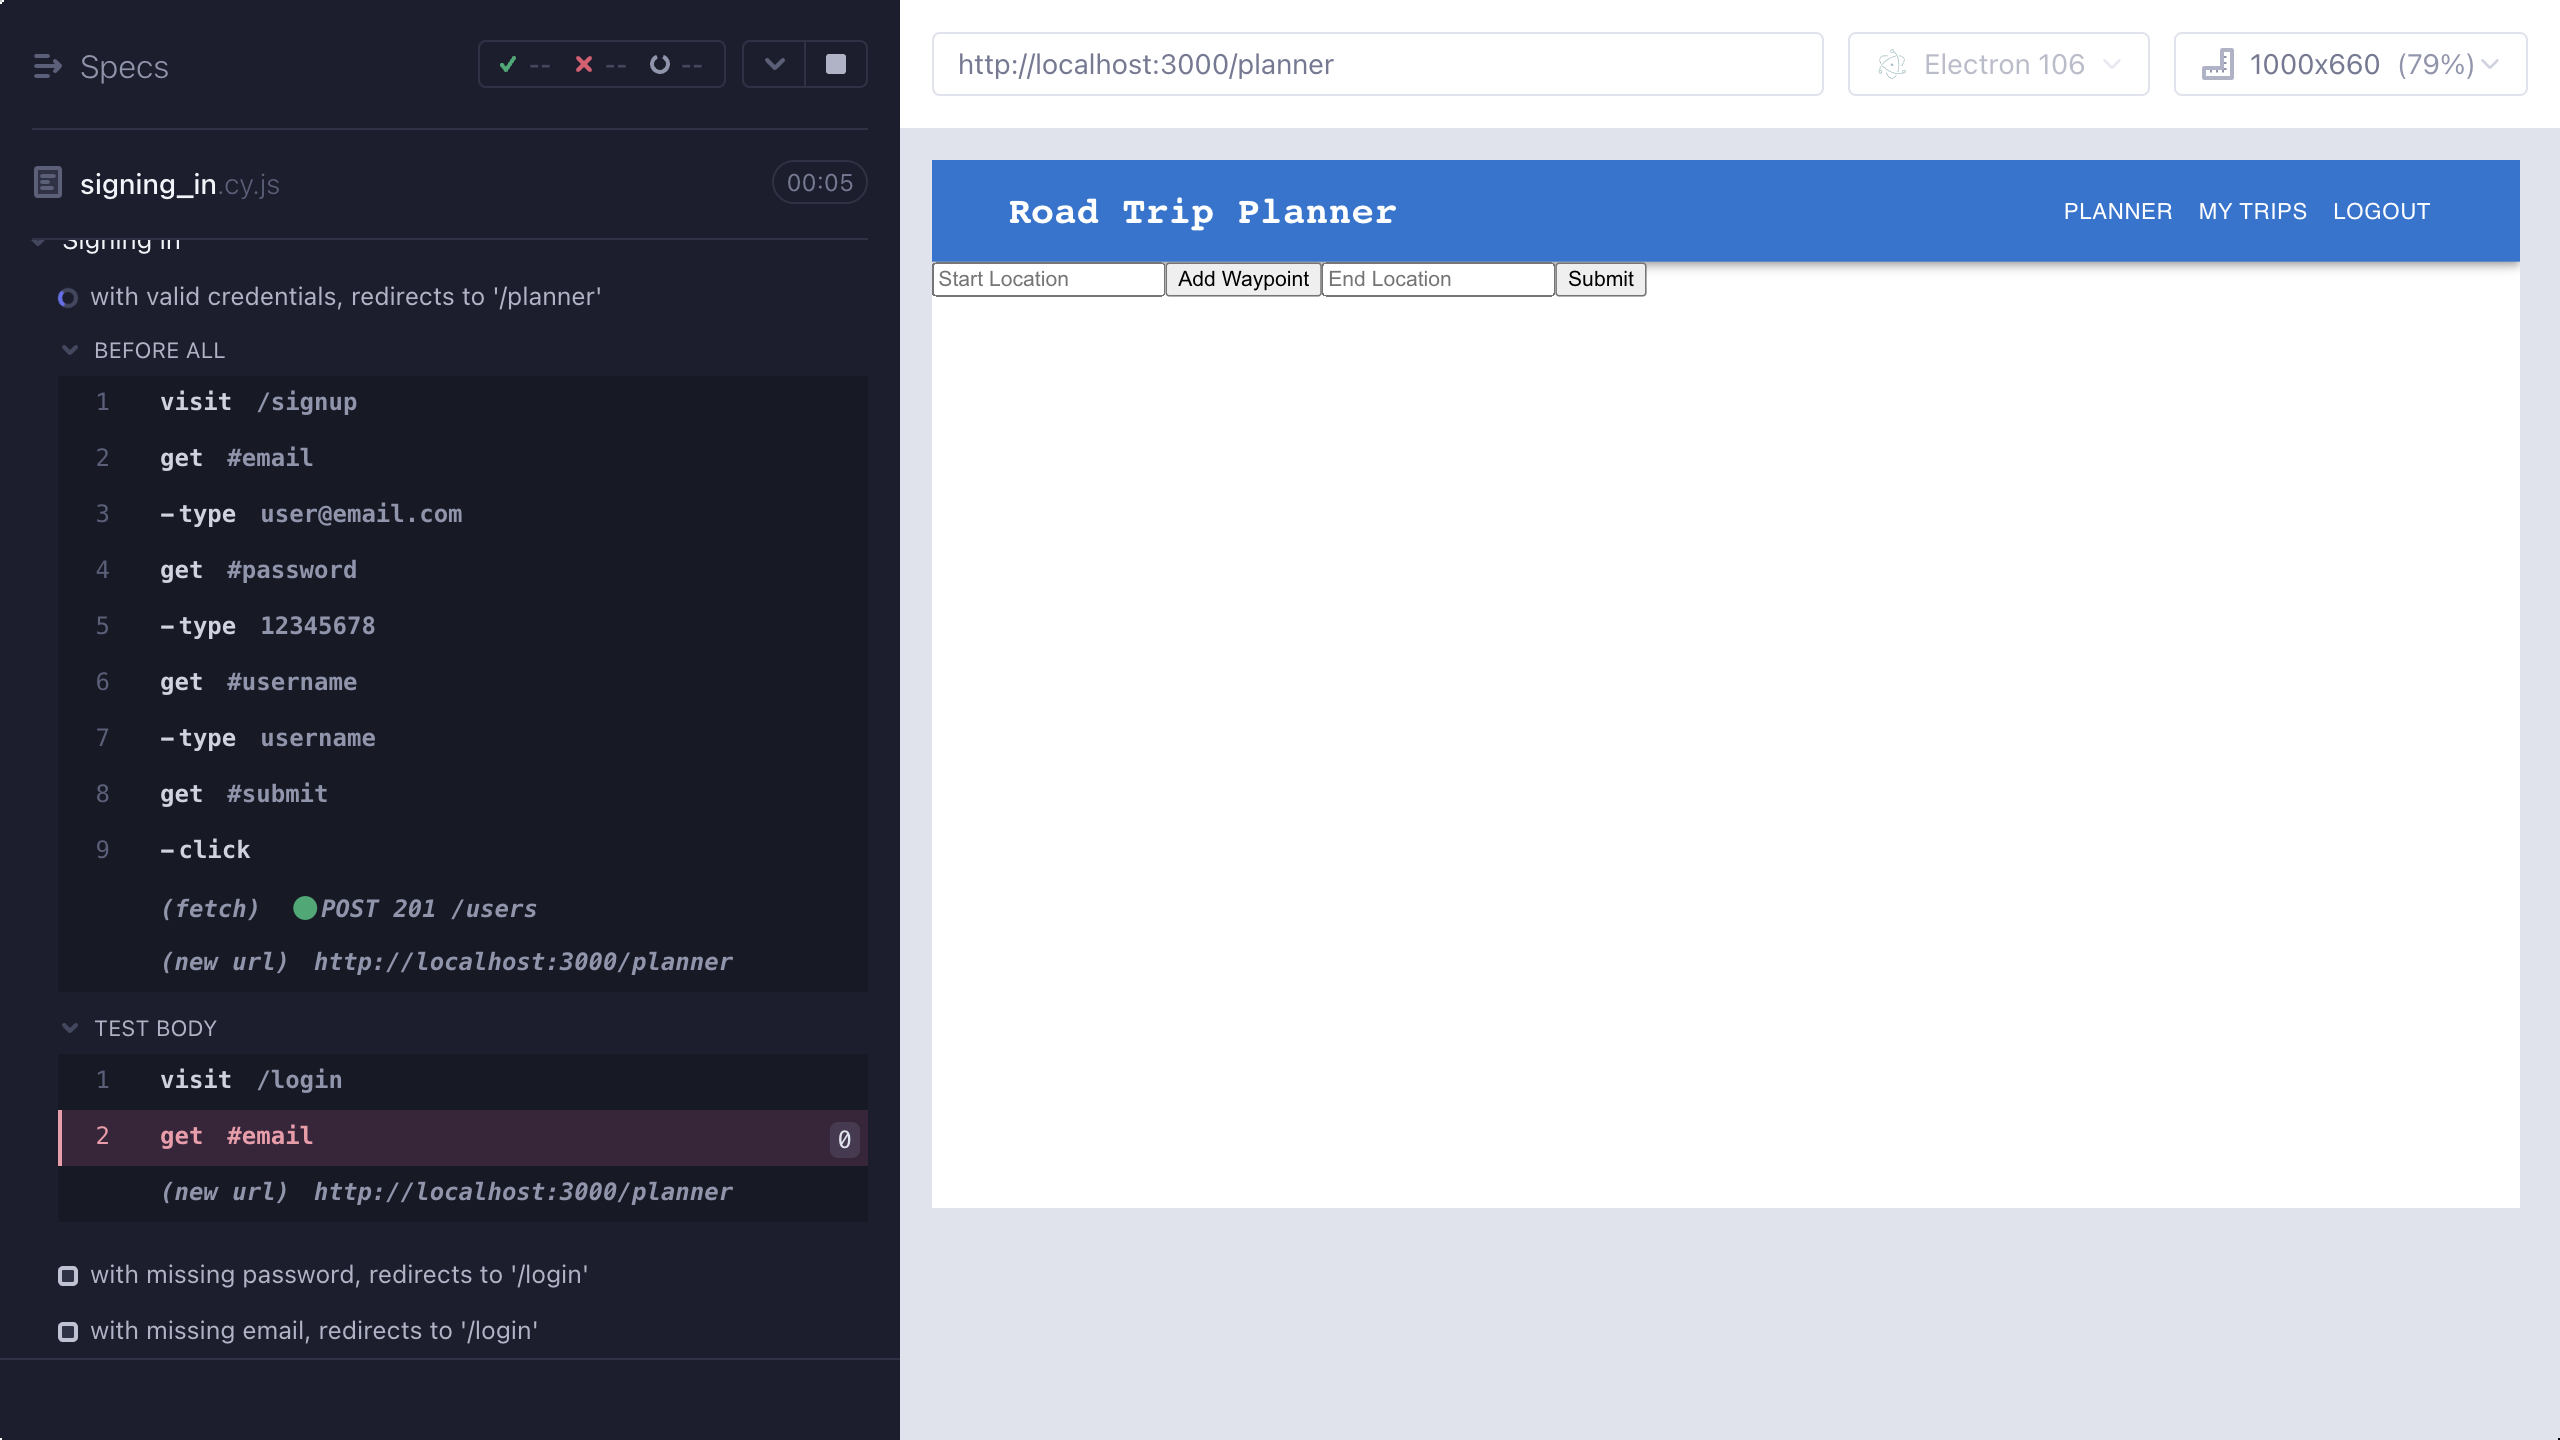 Specs
-- -- --
signing_in.cy.js 00:05
Signing in
with valid credentials, redirects to '/planner'
BEFORE ALL
1 visit /signup
2 get #email
3 -type user@email.com
4 get #password
5 -type 12345678
6 get #username
7 -type username
8 get #submit
9 -click
(fetch) POST 201 /users
(new url) http://localhost:3000/planner
TEST BODY
1 visit /login
2 get #email 0
(new url) http://localhost:3000/planner
with missing password, redirects to '/login'
with missing email, redirects to '/login'
http://localhost:3000/planner
Electron 106
1000x660 (79%)
Road Trip Planner
PLANNER MY TRIPS LOGOUT
Start Location Add Waypoint End Location Submit